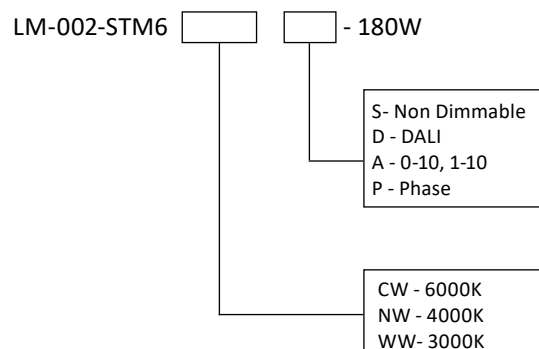 LM-002-STM6 - 180W
S- Non Dimmable
D - DALI
A - 0-10, 1-10
P - Phase
CW - 6000K
NW - 4000K
WW- 3000K